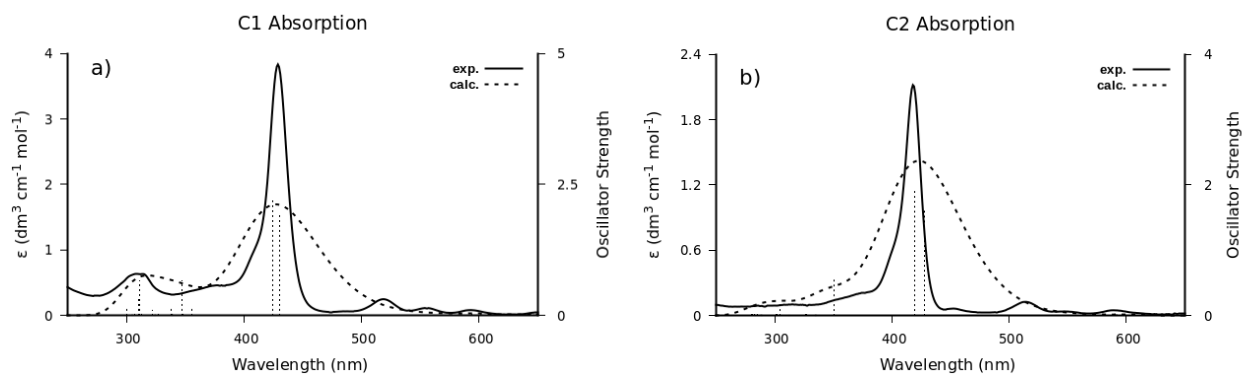 C1 Absorption
a)
exp.
calc.
4
3
2
1
0
5
2.5
0
300
400
500
600
ε (dm³ cm⁻¹ mol⁻¹)
Oscillator Strength
Wavelength (nm)
C2 Absorption
b)
exp.
calc.
2.4
1.8
1.2
0.6
0
4
2
0
300
400
500
600
ε (dm³ cm⁻¹ mol⁻¹)
Oscillator Strength
Wavelength (nm)